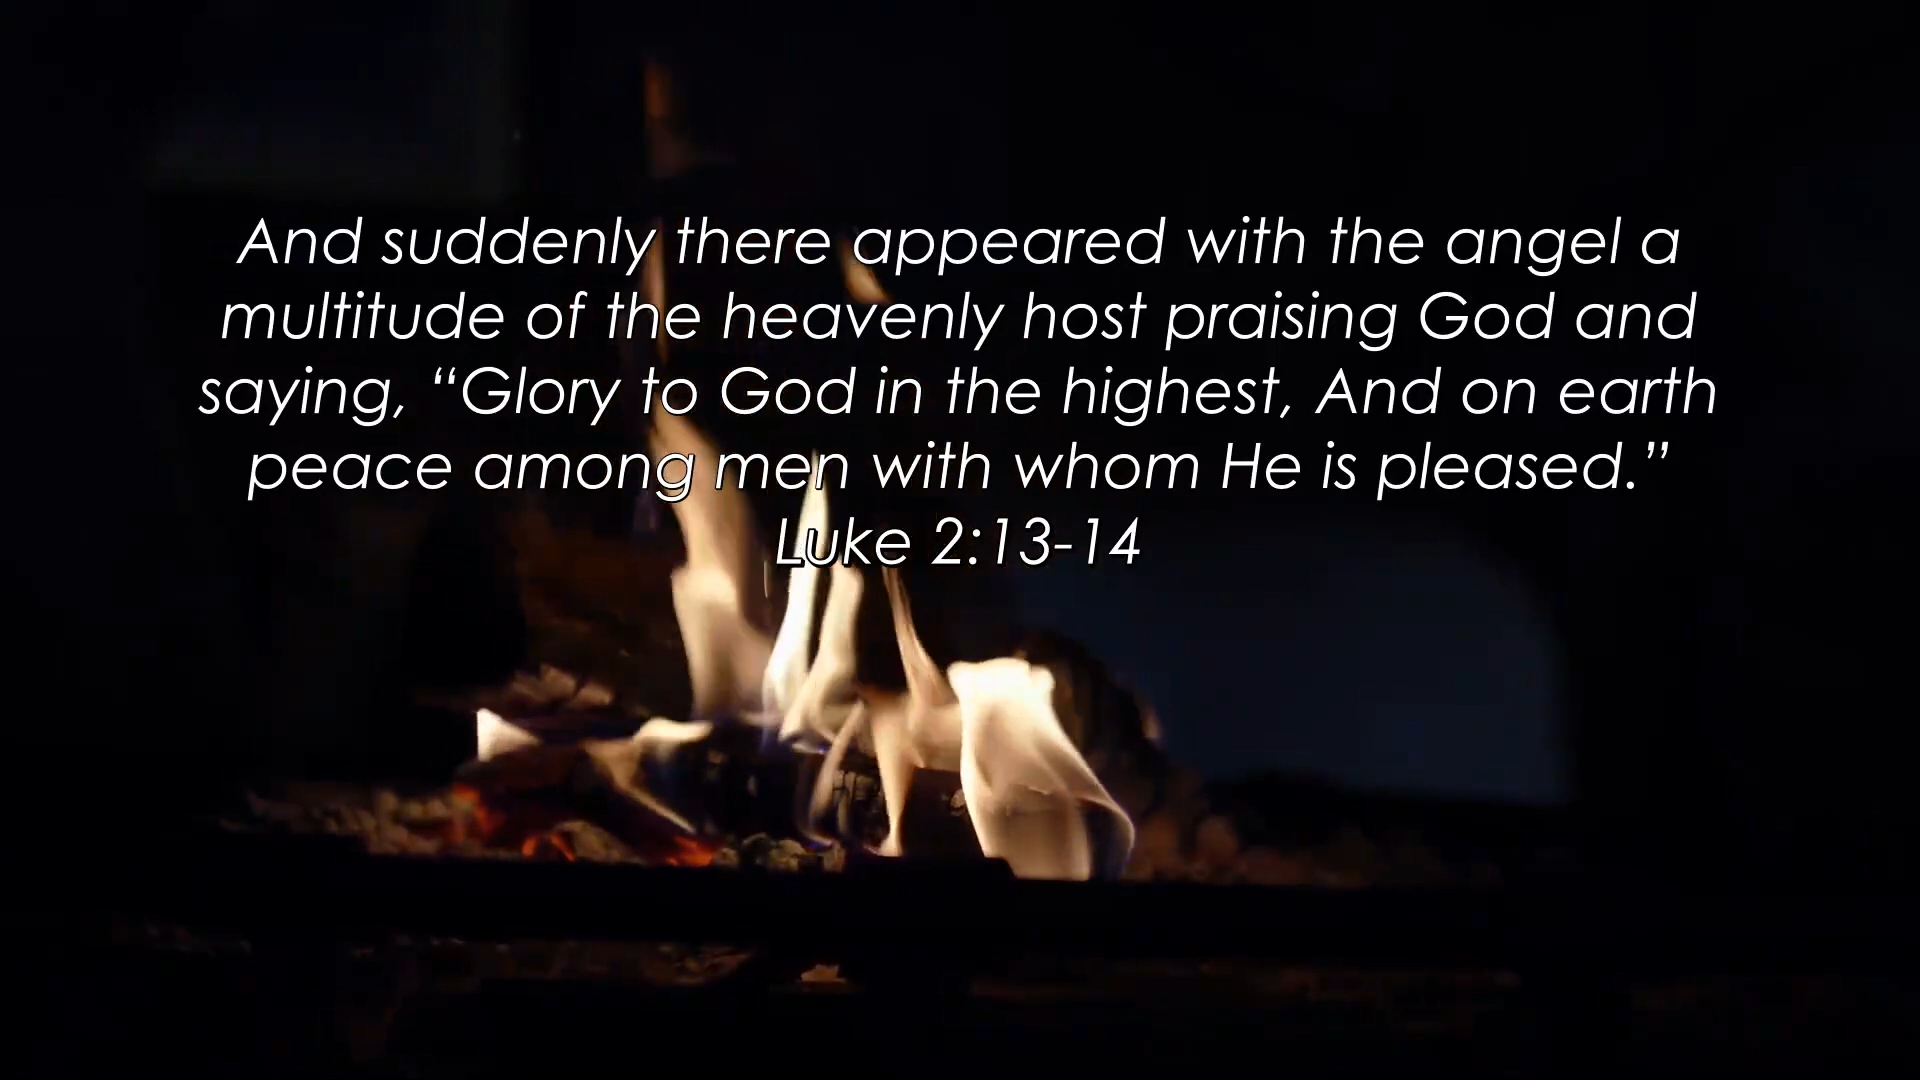 And suddenly there appeared with the angel a
multitude of the heavenly host praising God and
saying, “Glory to God in the highest, And on earth
peace among men with whom He is pleased.”
Luke 2:13-14